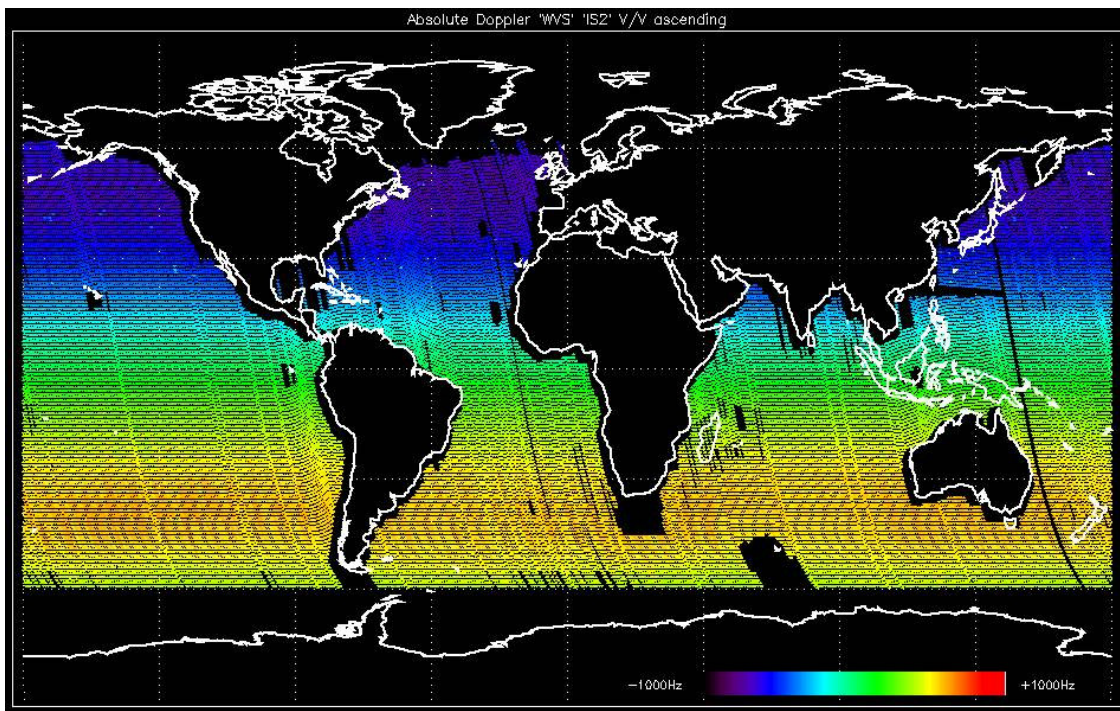 Absolute Doppler 'WVS' 'IS2' V/V ascending
-1000Hz +1000Hz